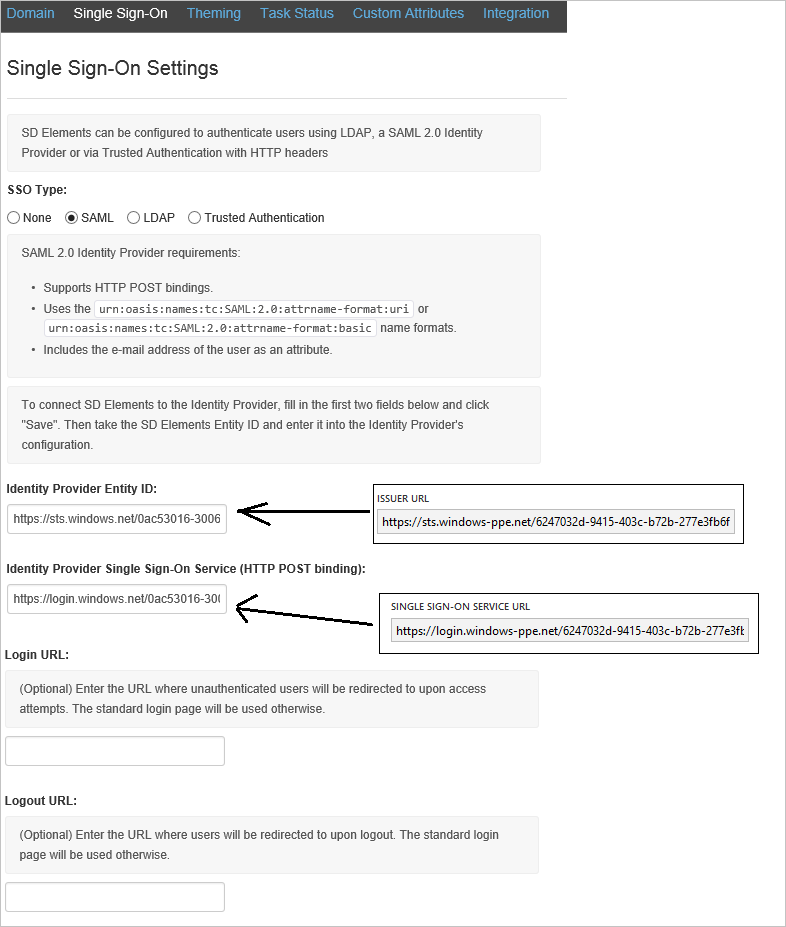 Domain Single Sign-On Theming Task Status Custom Attributes Integration
Single Sign-On Settings
SD Elements can be configured to authenticate users using LDAP, a SAML 2.0 Identity
Provider or via Trusted Authentication with HTTP headers
SSO Type:
None SAML LDAP Trusted Authentication
SAML 2.0 Identity Provider requirements:
• Supports HTTP POST bindings.
• Uses the urn:oasis:names:tc:SAML:2.0:attrname-format:uri or
urn:oasis:names:tc:SAML:2.0:attrname-format:basic name formats.
• Includes the e-mail address of the user as an attribute.
To connect SD Elements to the Identity Provider, fill in the first two fields below and click
"Save". Then take the SD Elements Entity ID and enter it into the Identity Provider's
configuration.
Identity Provider Entity ID:
https://sts.windows.net/0ac53016-3006
ISSUER URL
https://sts.windows-ppe.net/6247032d-9415-403c-b72b-277e3fb6f
Identity Provider Single Sign-On Service (HTTP POST binding):
https://login.windows.net/0ac53016-300
SINGLE SIGN-ON SERVICE URL
https://login.windows-ppe.net/6247032d-9415-403c-b72b-277e3fb
Login URL:
(Optional) Enter the URL where unauthenticated users will be redirected to upon access
attempts. The standard login page will be used otherwise.
Logout URL:
(Optional) Enter the URL where users will be redirected to upon logout. The standard login
page will be used otherwise.